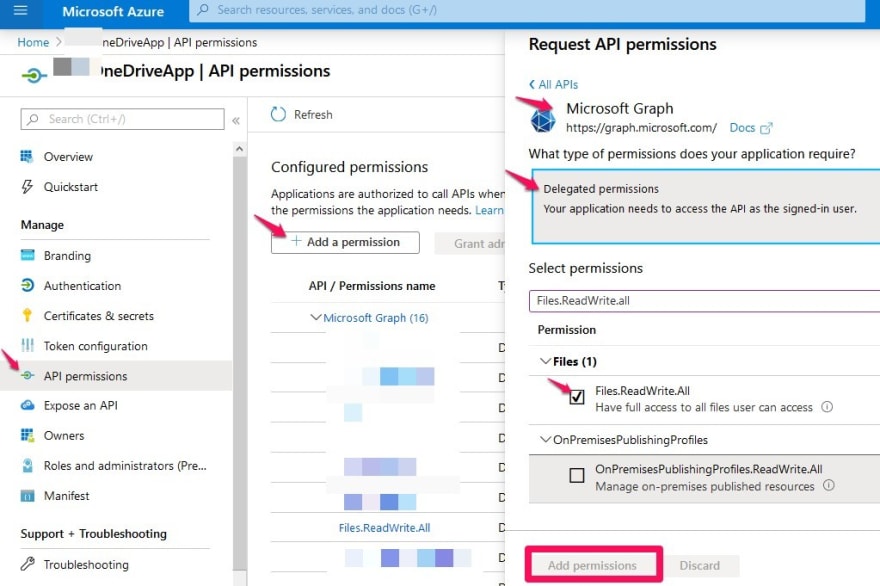 Microsoft Azure
Search resources, services, and docs (G+/)
Home
neDriveApp | API permissions
OneDriveApp | API permissions
Search (Ctrl+/)
«
Overview
Quickstart
Manage
Branding
Authentication
Certificates & secrets
Token configuration
API permissions
Expose an API
Owners
Roles and administrators (Pre...
Manifest
Support + Troubleshooting
Troubleshooting
Refresh
Configured permissions
Applications are authorized to call APIs when
the permissions the application needs. Learn
+ Add a permission
Grant adr
API / Permissions name
Microsoft Graph (16)
Files.ReadWrite.All
Request API permissions
All APIs
Microsoft Graph
https://graph.microsoft.com/ Docs
What type of permissions does your application require?
Delegated permissions
Your application needs to access the API as the signed-in user.
Select permissions
Files.ReadWrite.all
Permission
Files (1)
Files.ReadWrite.All
Have full access to all files user can access
OnPremisesPublishingProfiles
OnPremisesPublishingProfiles.ReadWrite.All
Manage on-premises published resources
Add permissions
Discard